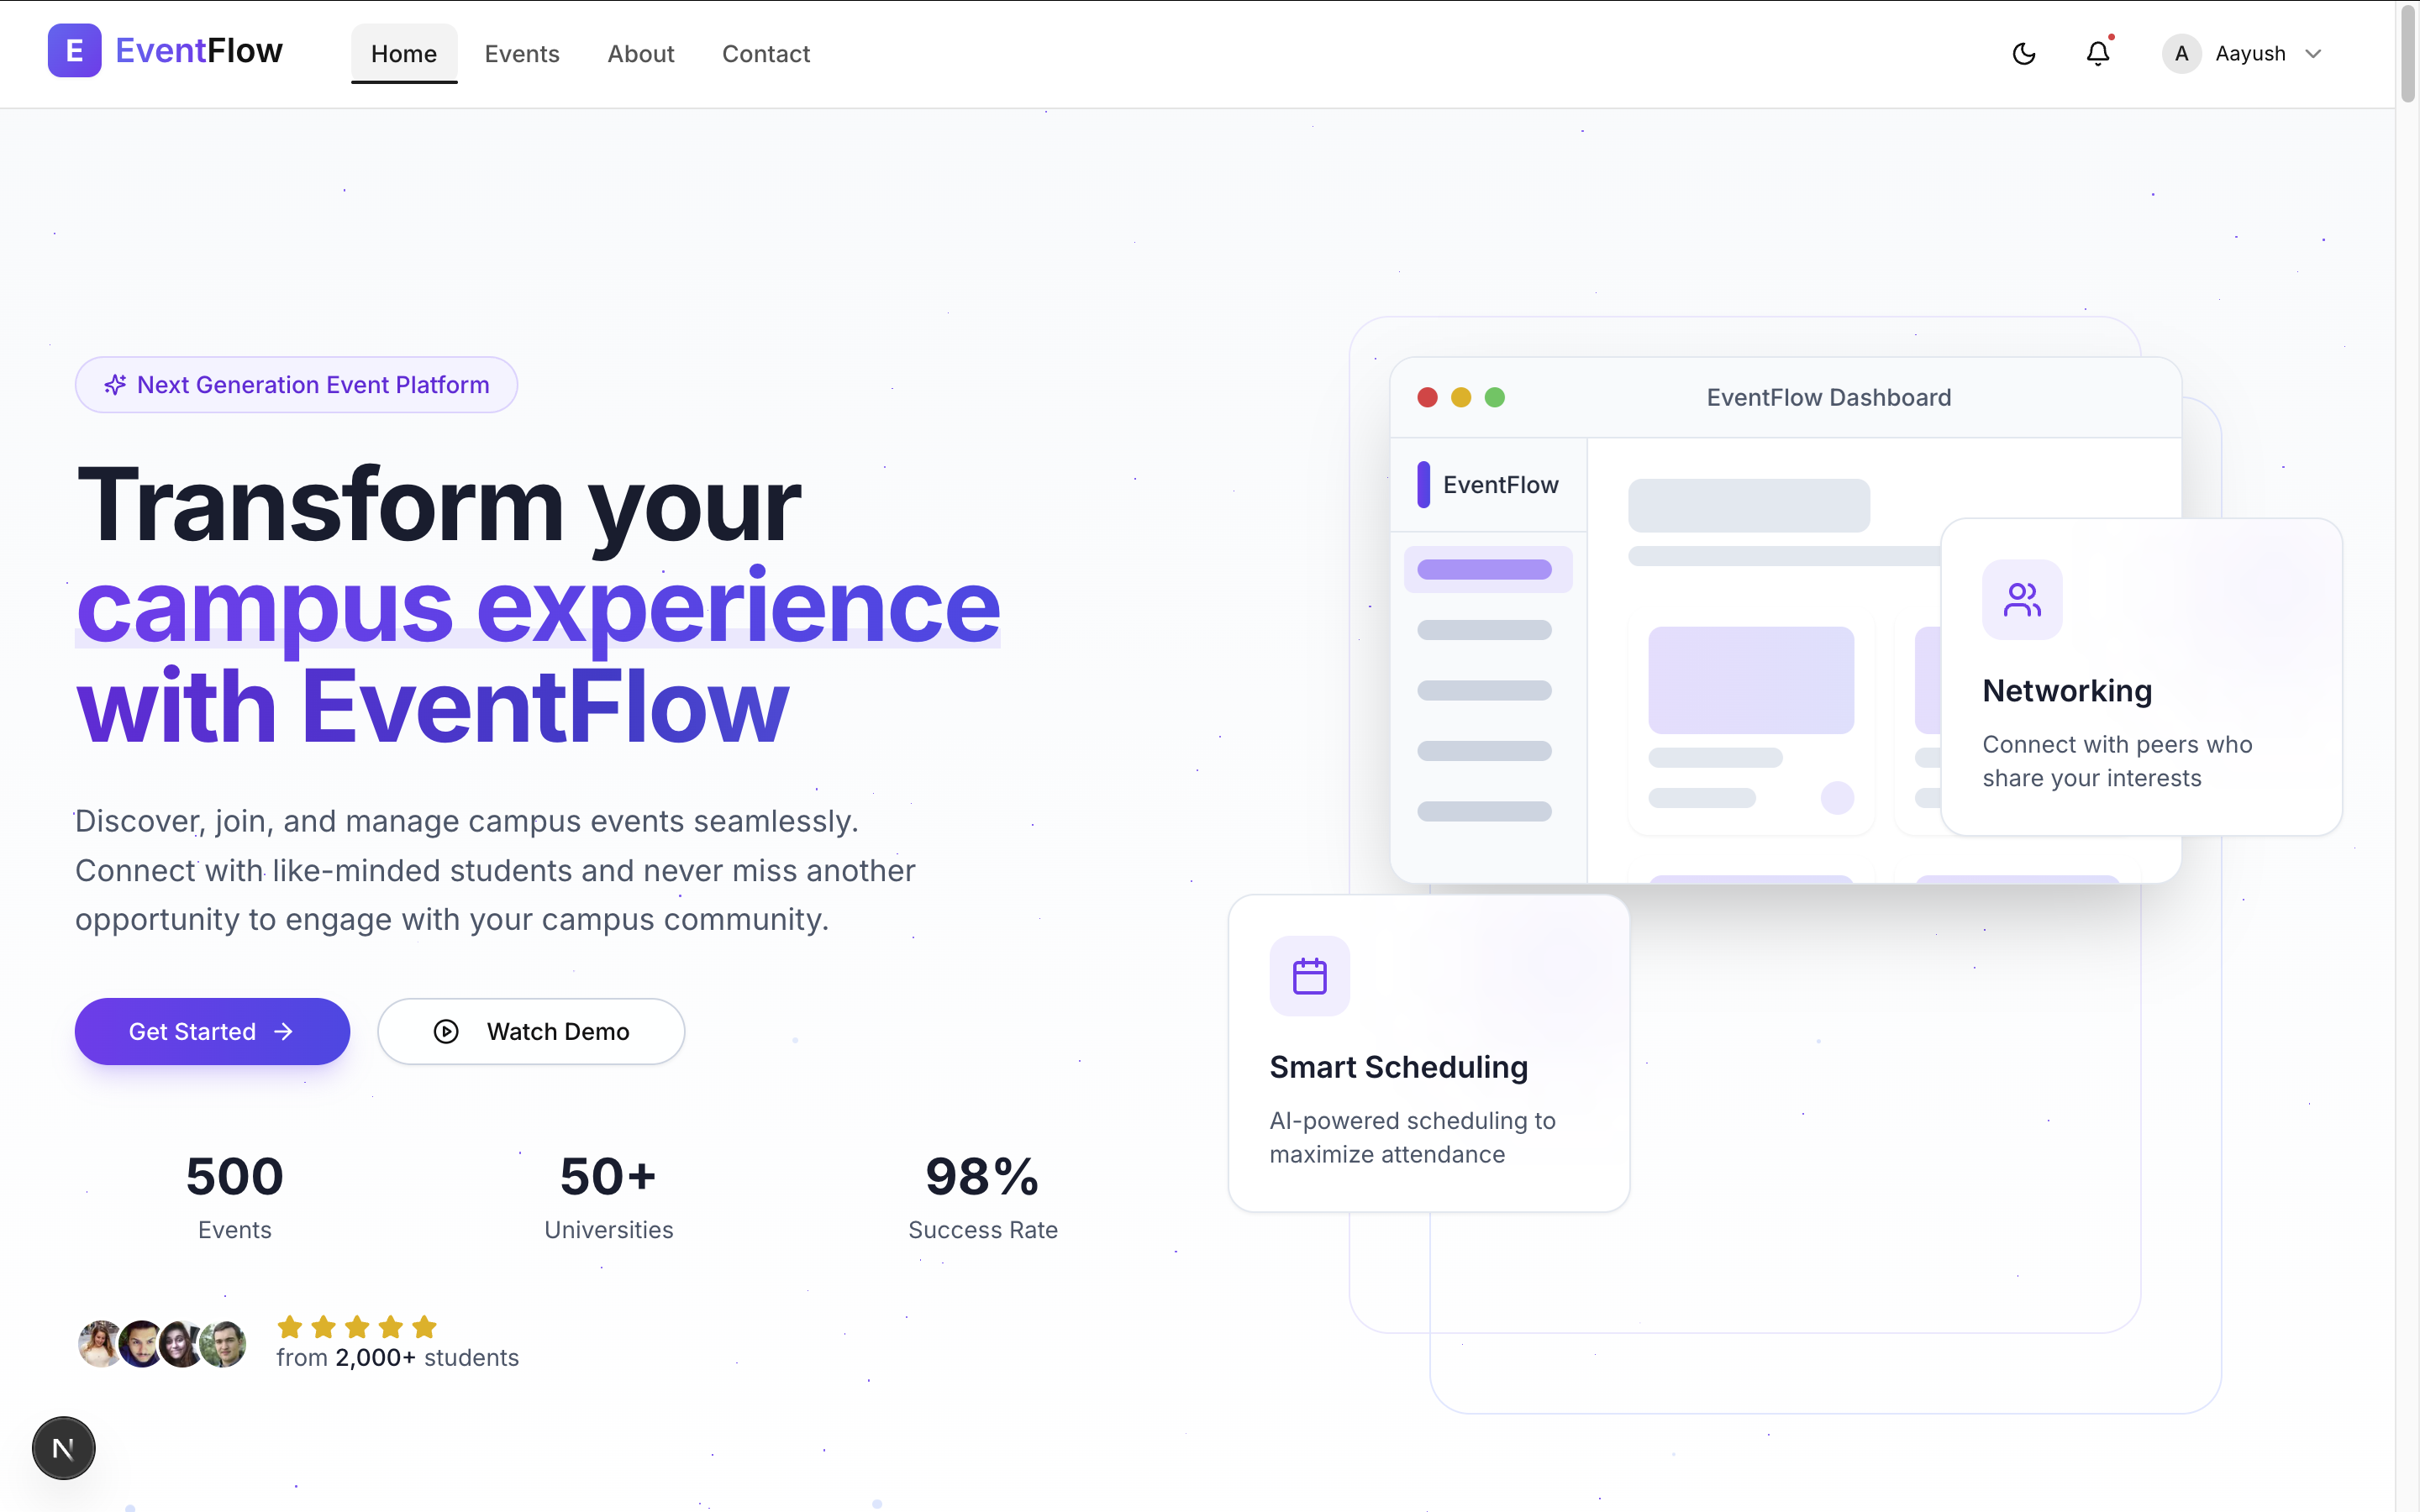 E EventFlow
Home Events About Contact
A Aayush
Next Generation Event Platform
Transform your
campus experience
with EventFlow
Discover, join, and manage campus events seamlessly.
Connect with like-minded students and never miss another
opportunity to engage with your campus community.
Get Started
Watch Demo
500
Events
50+
Universities
98%
Success Rate
from 2,000+ students
N
EventFlow Dashboard
EventFlow
Networking
Connect with peers who
share your interests
Smart Scheduling
AI-powered scheduling to
maximize attendance